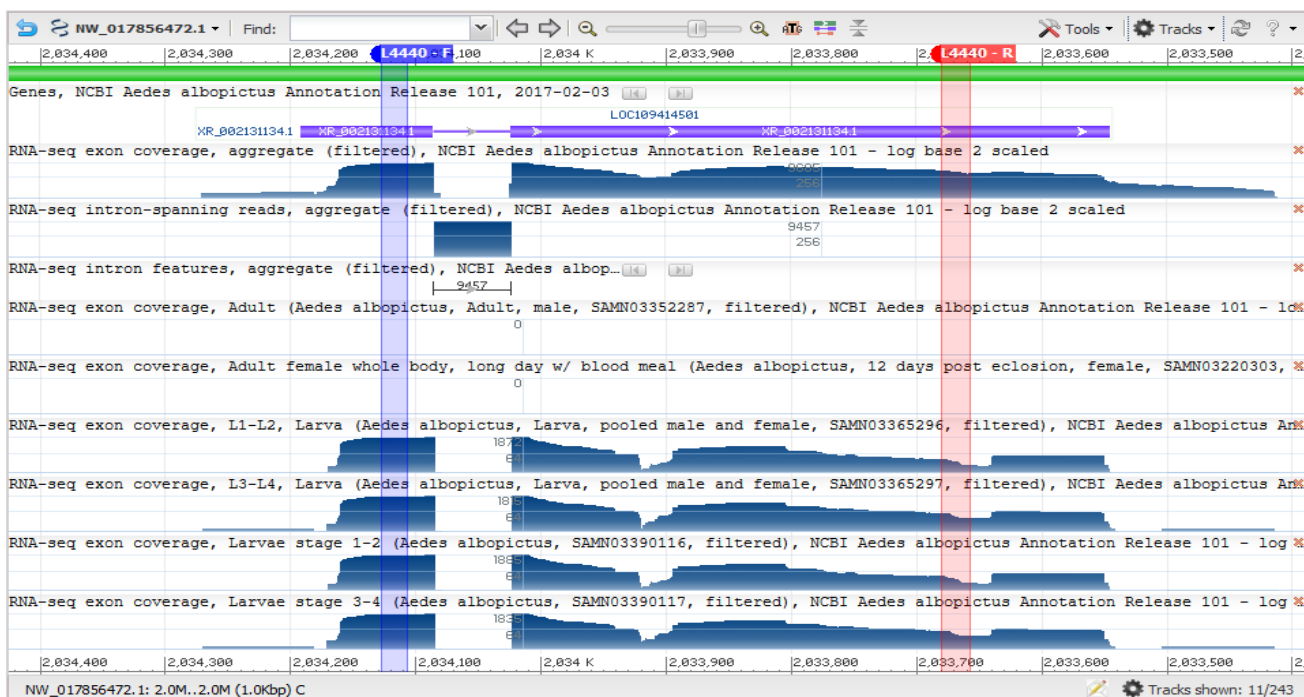 NW_017856472.1 Find: ATG Tools Tracks ?
2,034,400 2,034,300 2,034,200 L4440 - F ,100 2,034 K 2,033,900 2,033,800 L4440 - R 2,033,600 2,033,500 2,
Genes, NCBI Aedes albopictus Annotation Release 101, 2017-02-03
LOC109414501
XR_002131134.1 XR_002131134.1 XR_002131134.1
RNA-seq exon coverage, aggregate (filtered), NCBI Aedes albopictus Annotation Release 101 - log base 2 scaled
256
RNA-seq intron-spanning reads, aggregate (filtered), NCBI Aedes albopictus Annotation Release 101 - log base 2 scaled
9457
256
RNA-seq intron features, aggregate (filtered), NCBI Aedes albop...
9457
RNA-seq exon coverage, Adult (Aedes albopictus, Adult, male, SAMN03352287, filtered), NCBI Aedes albopictus Annotation Release 101 - lo
0
RNA-seq exon coverage, Adult female whole body, long day w/ blood meal (Aedes albopictus, 12 days post eclosion, female, SAMN03220303,
0
RNA-seq exon coverage, L1-L2, Larva (Aedes albopictus, Larva, pooled male and female, SAMN03365296, filtered), NCBI Aedes albopictus An
1872
64
RNA-seq exon coverage, L3-L4, Larva (Aedes albopictus, Larva, pooled male and female, SAMN03365297, filtered), NCBI Aedes albopictus An
1815
64
RNA-seq exon coverage, Larvae stage 1-2 (Aedes albopictus, SAMN03390116, filtered), NCBI Aedes albopictus Annotation Release 101 - log
1885
64
RNA-seq exon coverage, Larvae stage 3-4 (Aedes albopictus, SAMN03390117, filtered), NCBI Aedes albopictus Annotation Release 101 - log
1835
64
2,034,400 2,034,300 2,034,200 2,034,100 2,034 K 2,033,900 2,033,800 2,033,700 2,033,600 2,033,500 2,
NW_017856472.1: 2.0M..2.0M (1.0Kbp) C Tracks shown: 11/243